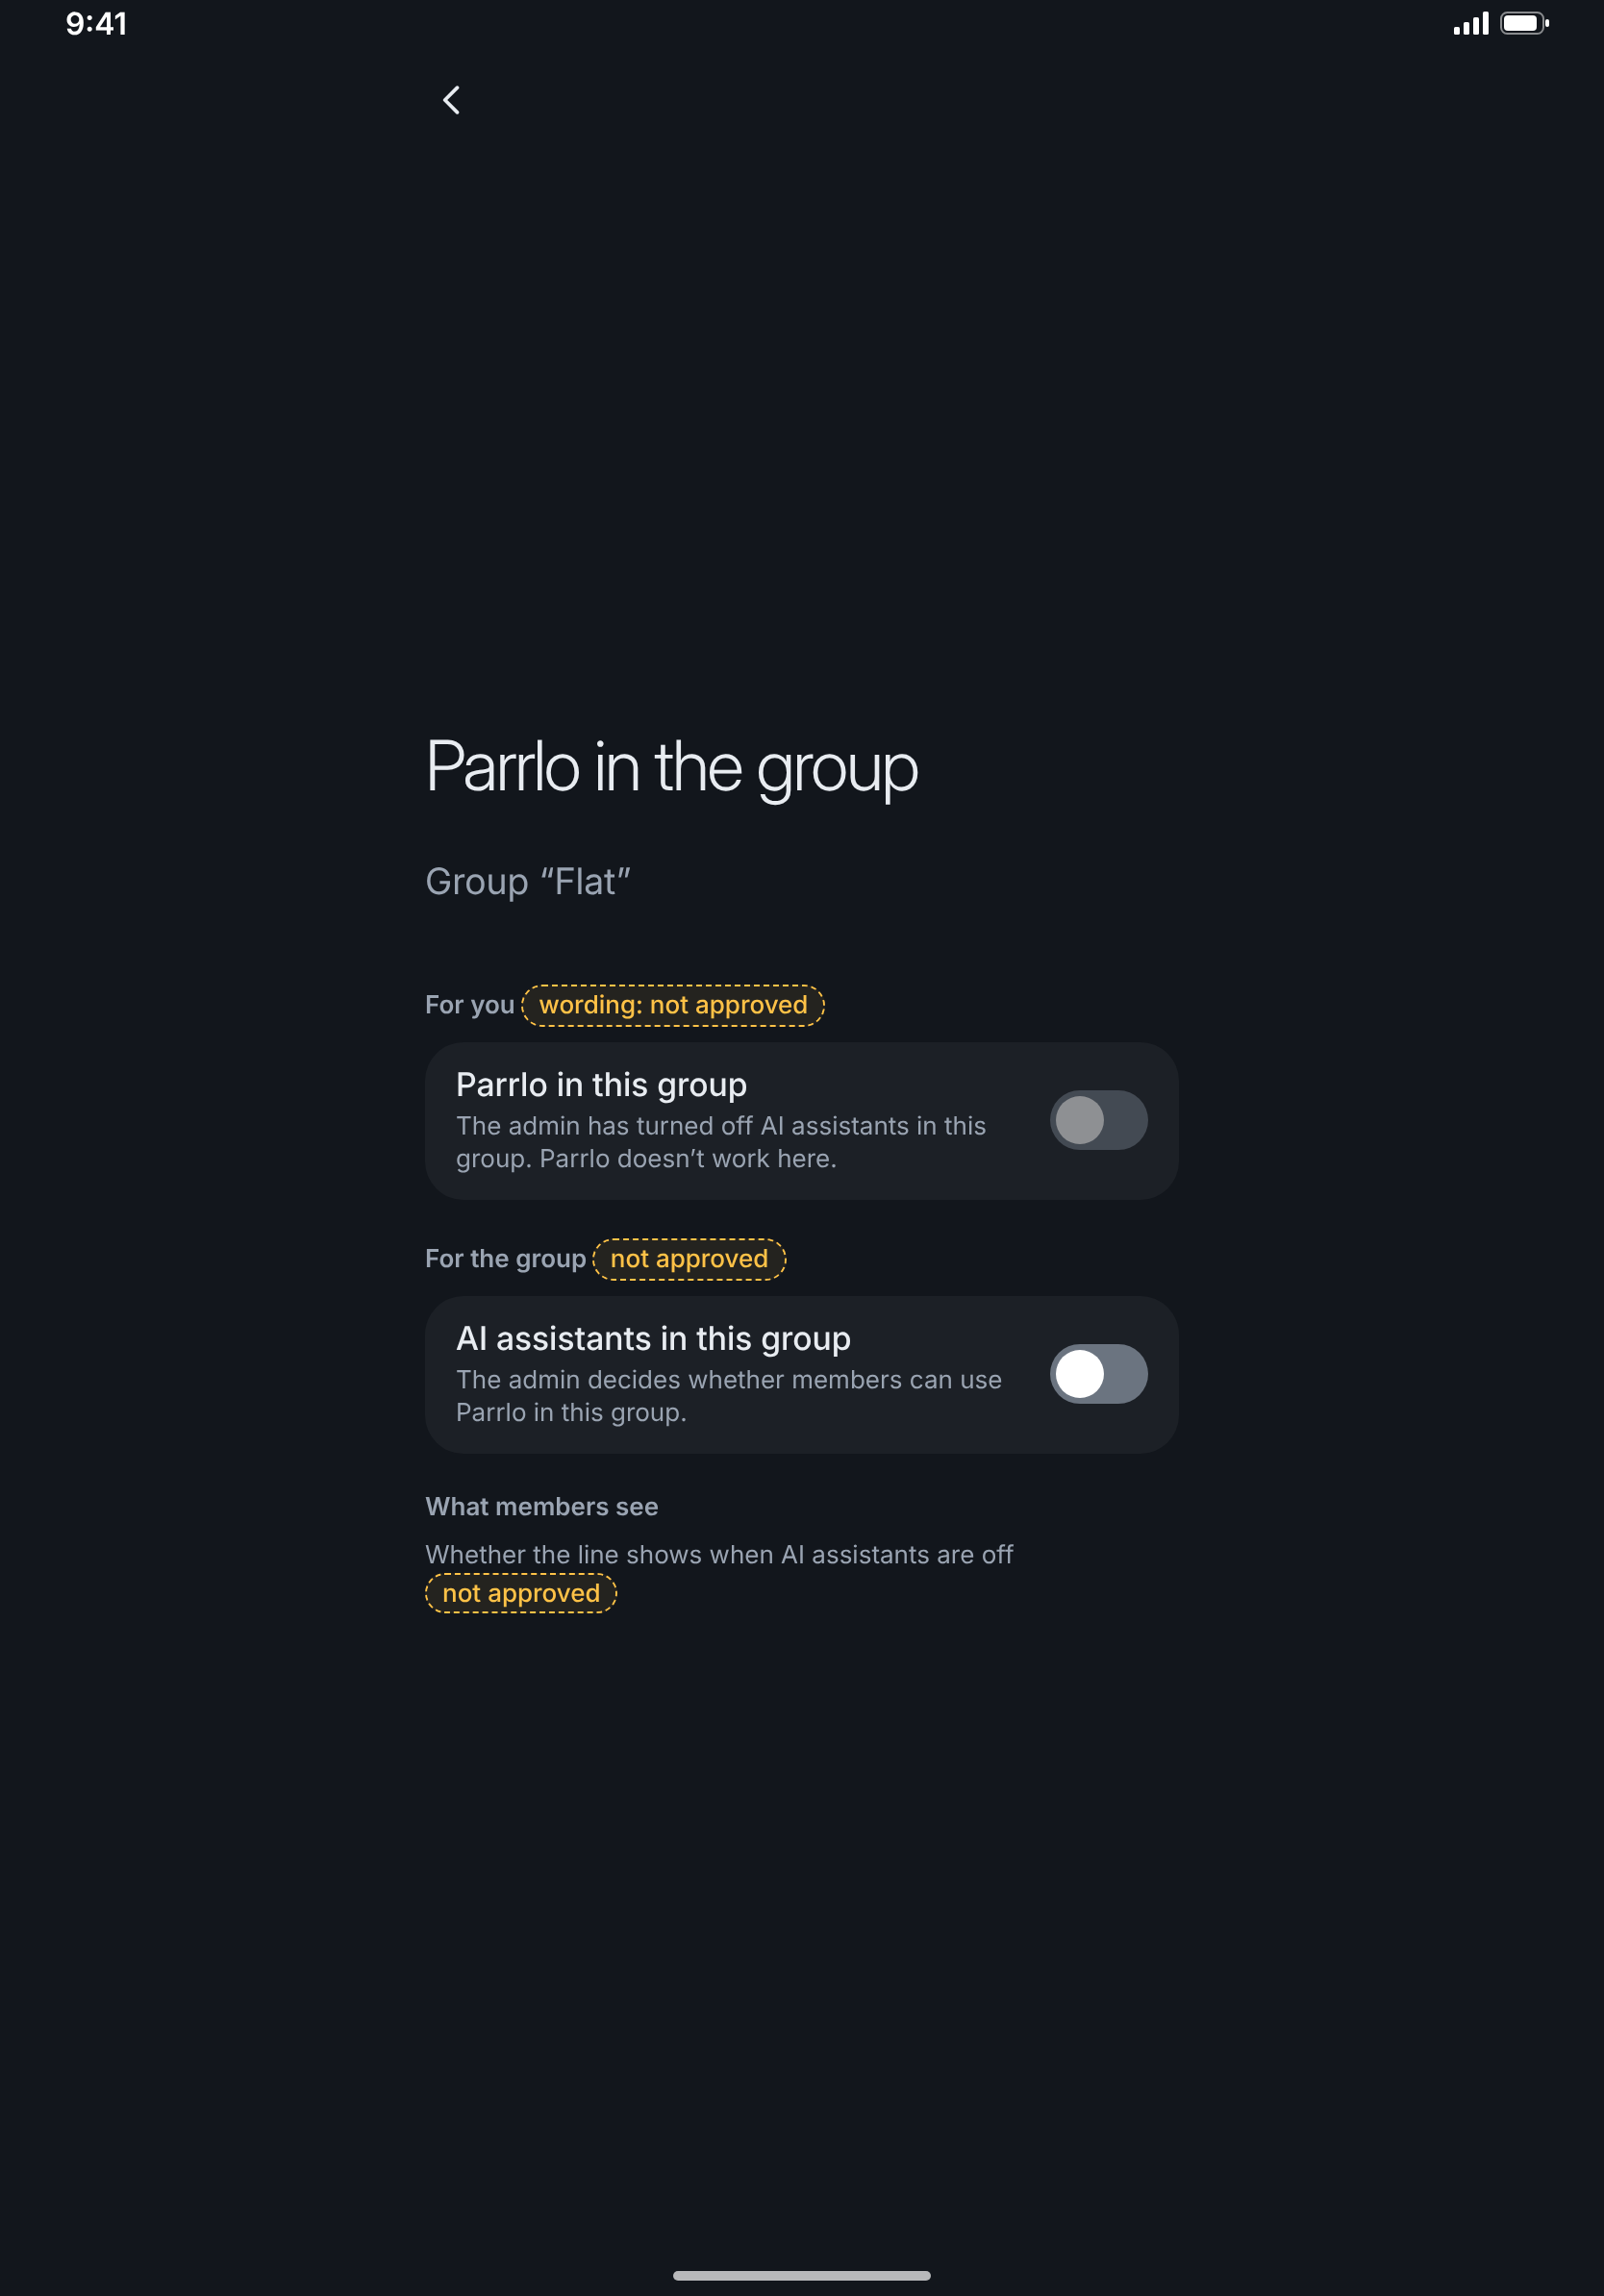 9:41
Parrlo in the group
Group “Flat”
For you wording: not approved
Parrlo in this group
The admin has turned off AI assistants in this
group. Parrlo doesn’t work here.
For the group not approved
AI assistants in this group
The admin decides whether members can use
Parrlo in this group.
What members see
Whether the line shows when AI assistants are off
not approved